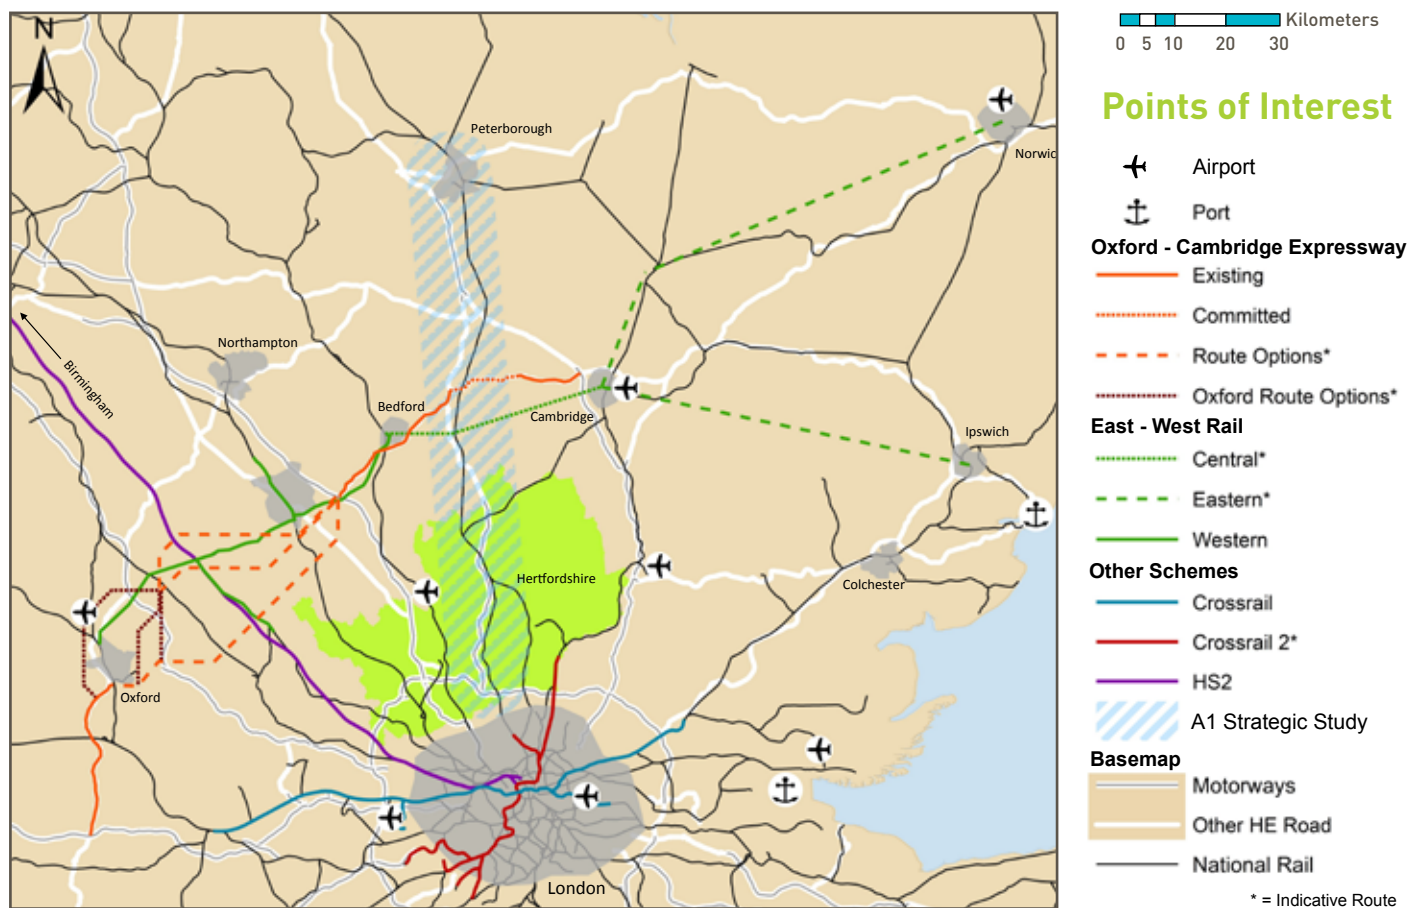 N
Peterborough
Norwic
Northampton
Birmingham
Bedford
Cambridge
Ipswich
Hertfordshire
Colchester
Oxford
London
Kilometers
0 5 10 20 30
Points of Interest
Airport
Port
Oxford - Cambridge Expressway
Existing
Committed
Route Options*
Oxford Route Options*
East - West Rail
Central*
Eastern*
Western
Other Schemes
Crossrail
Crossrail 2*
HS2
A1 Strategic Study
Basemap
Motorways
Other HE Road
National Rail
* = Indicative Route